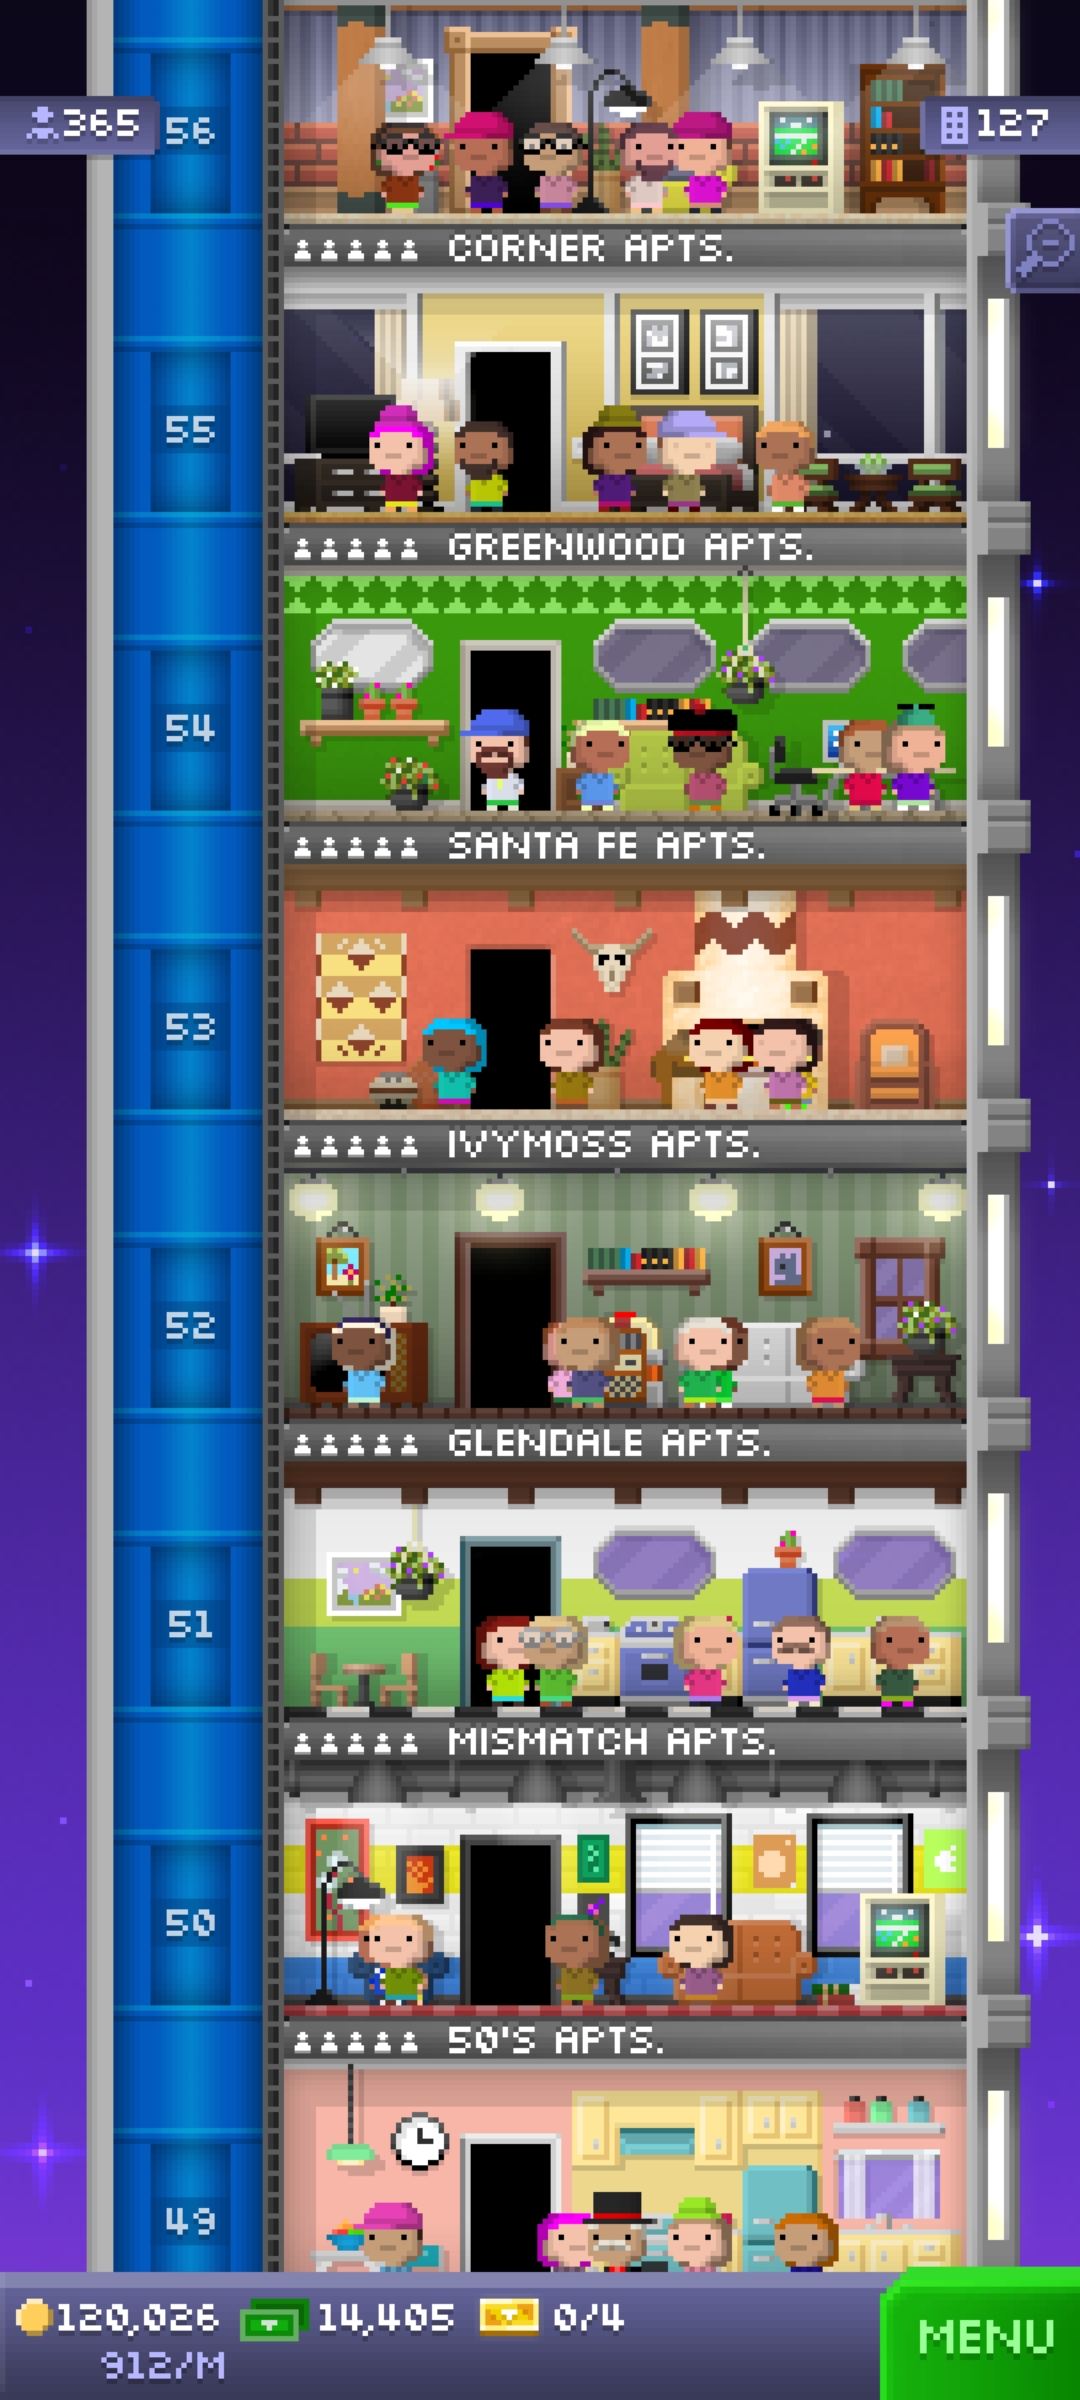 365
56
127
CORNER APTS.
55
GREENWOOD APTS.
54
SANTA FE APTS.
53
IVYMOSS APTS.
52
GLENDALE APTS.
51
MISMATCH APTS.
50
50'S APTS.
49
120,026 14,405 0/4
912/M
MENU